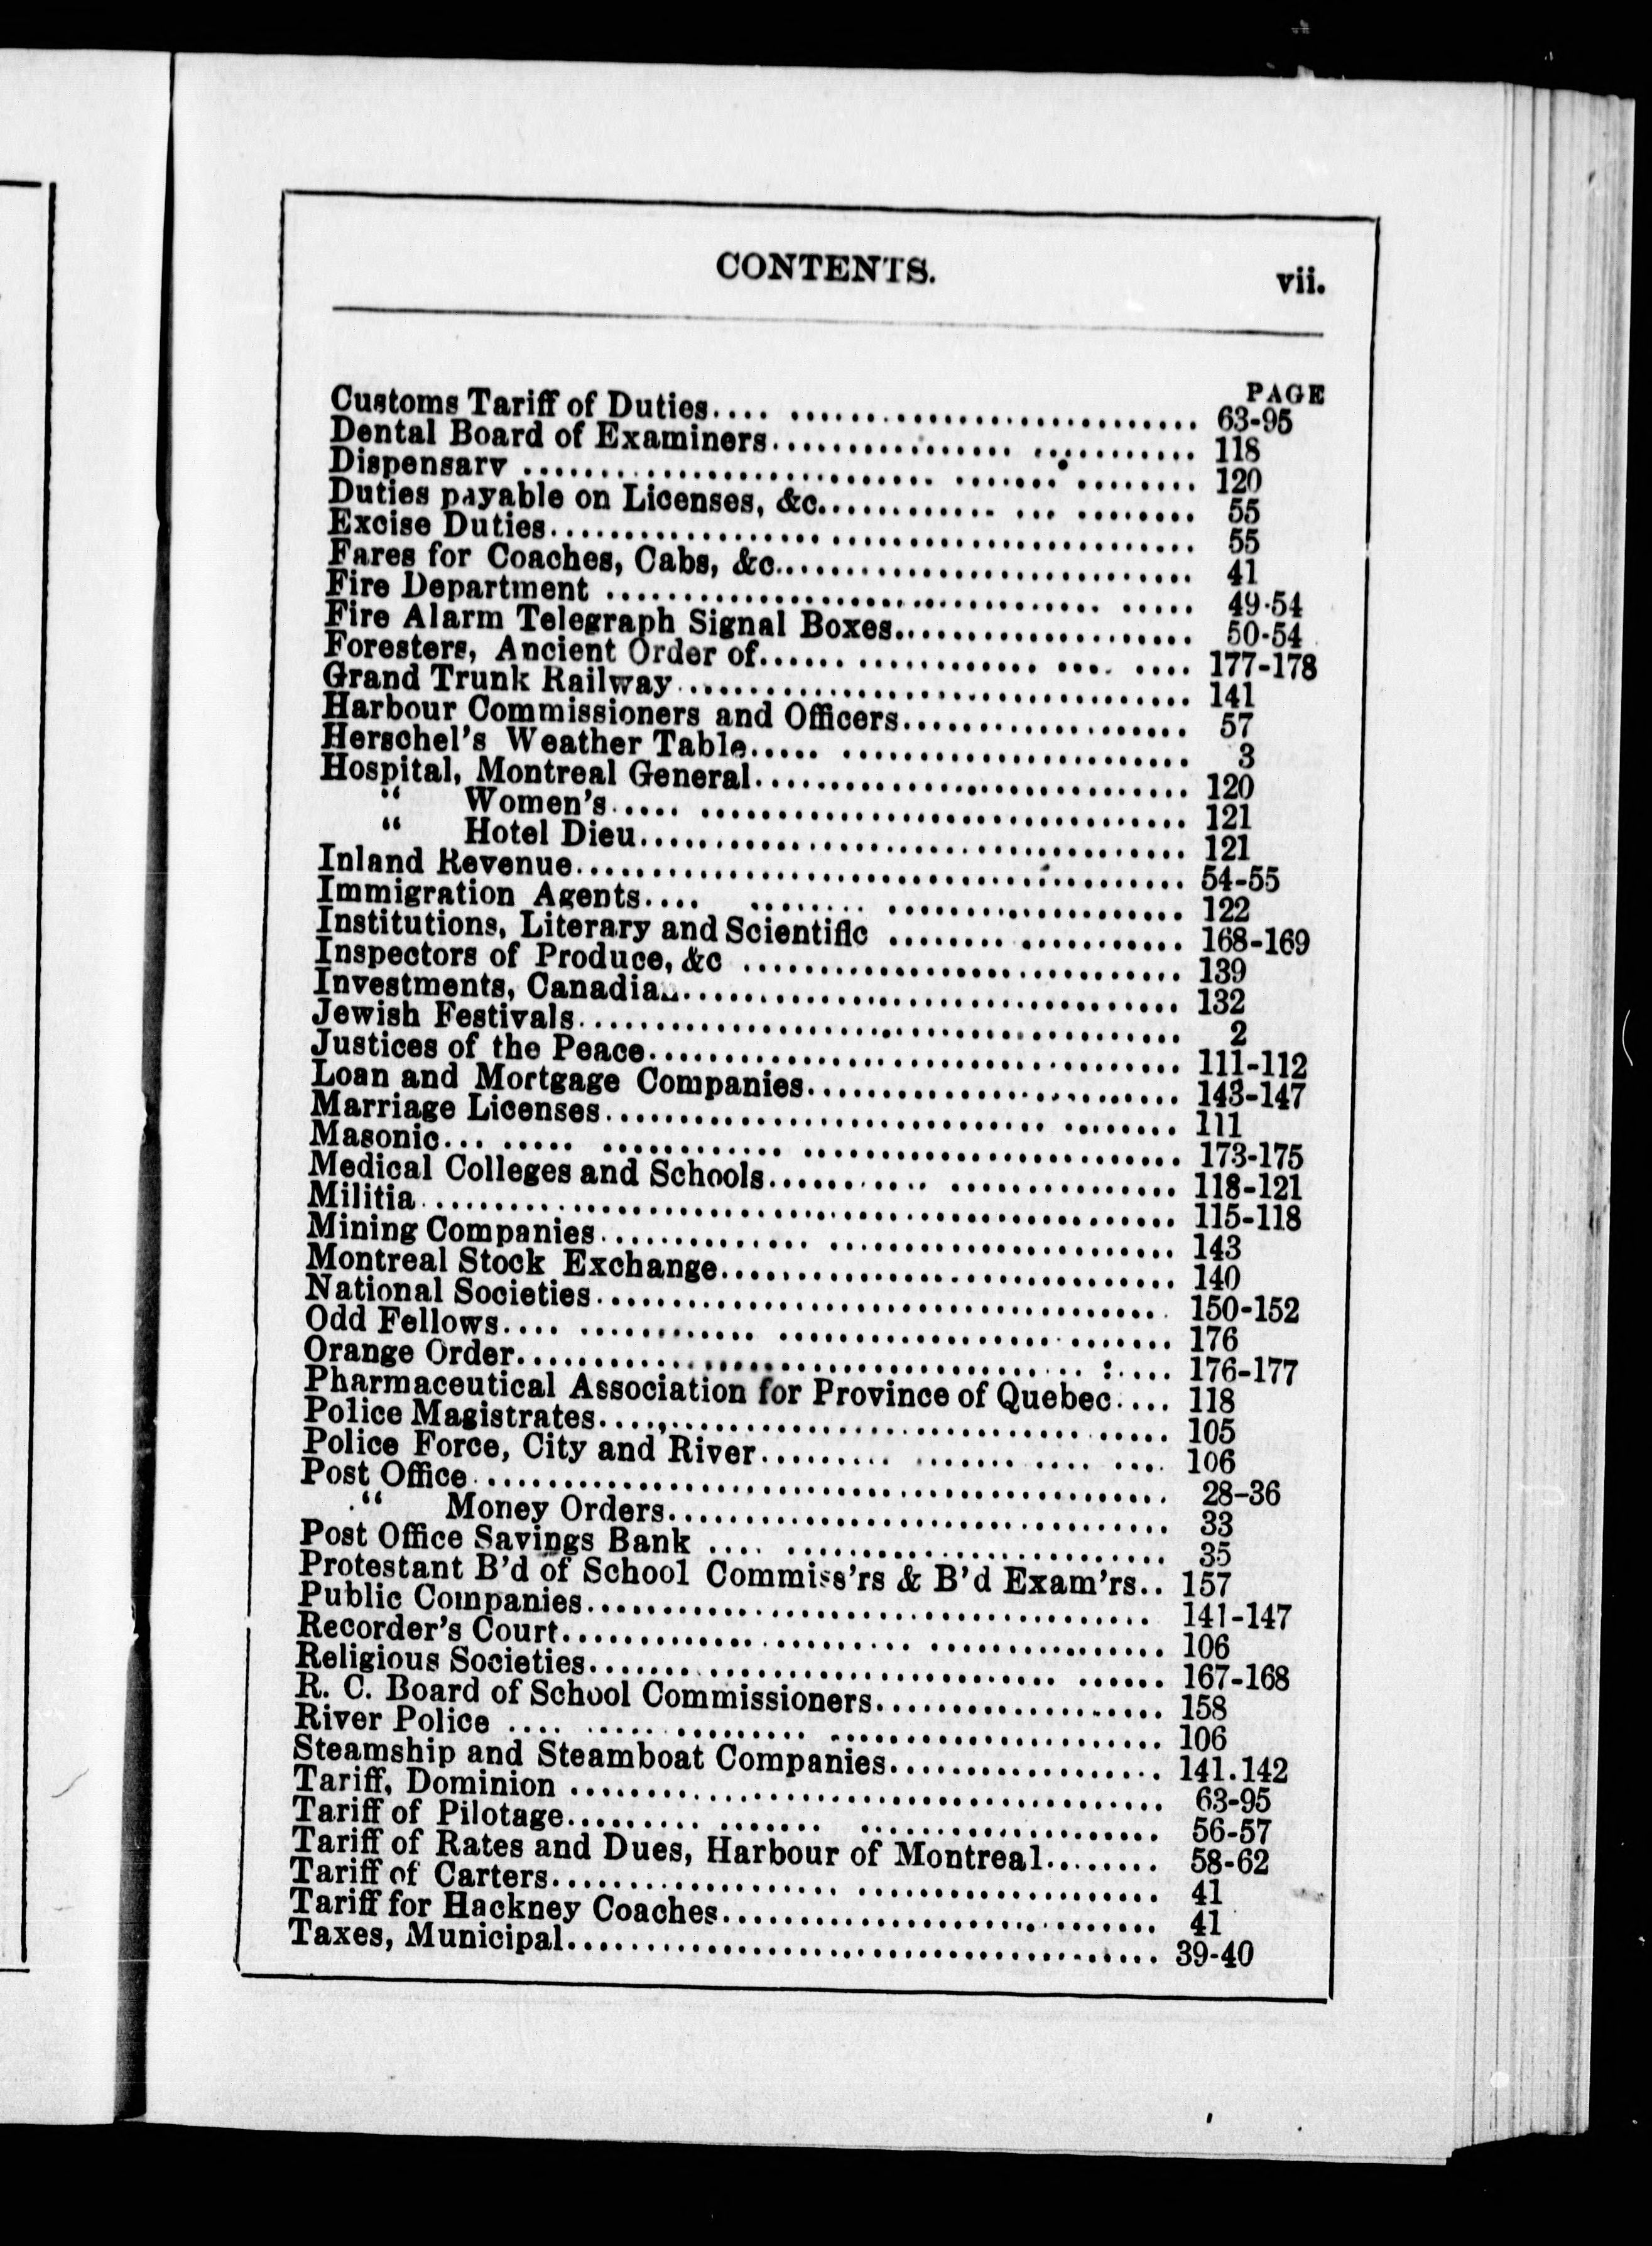 CONTENTS. vii.
PAGE
Customs Tariff of Duties.... ........................... 63-95
Dental Board of Examiners................ ........... 118
Dispensary ........................... ....... ........ 120
Duties payable on Licenses, &c............ ... ........ 55
Excise Duties.......................................... 55
Fares for Coaches, Cabs, &c............................ 41
Fire Department ................................. ..... 49-54
Fire Alarm Telegraph Signal Boxes.................... 50-54
Foresters, Ancient Order of...... ............ .... .... 177-178
Grand Trunk Railway.................................. 141
Harbour Commissioners and Officers................... 57
Herschel's Weather Table..... ....................... 3
Hospital, Montreal General............................. 120
" Women's..... ................................ 121
" Hotel Dieu..................................... 121
Inland Revenue........................................ 54-55
Immigration Agents.... ........ .................... 122
Institutions, Literary and Scientific ........ ........... 168-169
Inspectors of Produce, &c ............................. 139
Investments, Canadian................................. 132
Jewish Festivals....................................... 2
Justices of the Peace................................... 111-112
Loan and Mortgage Companies......................... 143-147
Marriage Licenses............................. ........ 111
Masonic... ..... ............ ......................... 173-175
Medical Colleges and Schools........... ............... 118-121
Militia................................................. 115-118
Mining Companies.............. ....................... 143
Montreal Stock Exchange.............................. 140
National Societies...................................... 150-152
Odd Fellows.... ............ .................. ....... 176
Orange Order.......................................... 176-177
Pharmaceutical Association for Province of Quebec.... 118
Police Magistrates................................ ..... 105
Police Force, City and River......... ....... .... .... 106
Post Office............................................. 28-36
" Money Orders................................. 33
Post Office Savings Bank .... ......................... 35
Protestant B'd of School Commiss'rs & B'd Exam'rs.. 157
Public Companies..................................... 141-147
Recorder's Court............. ......... ............... 106
Religious Societies.............................. ...... 167-168
R. C. Board of School Commissioners................... 158
River Police .... ..... ......... ...................... 106
Steamship and Steamboat Companies.................. 141.142
Tariff, Dominion ....................................... 63-95
Tariff of Pilotage......... ....... .................... 56-57
Tariff of Rates and Dues, Harbour of Montreal........ 58-62
Tariff of Carters................... .................... 41
Tariff for Hackney Coaches............................. 41
Taxes, Municipal....................................... 39-40